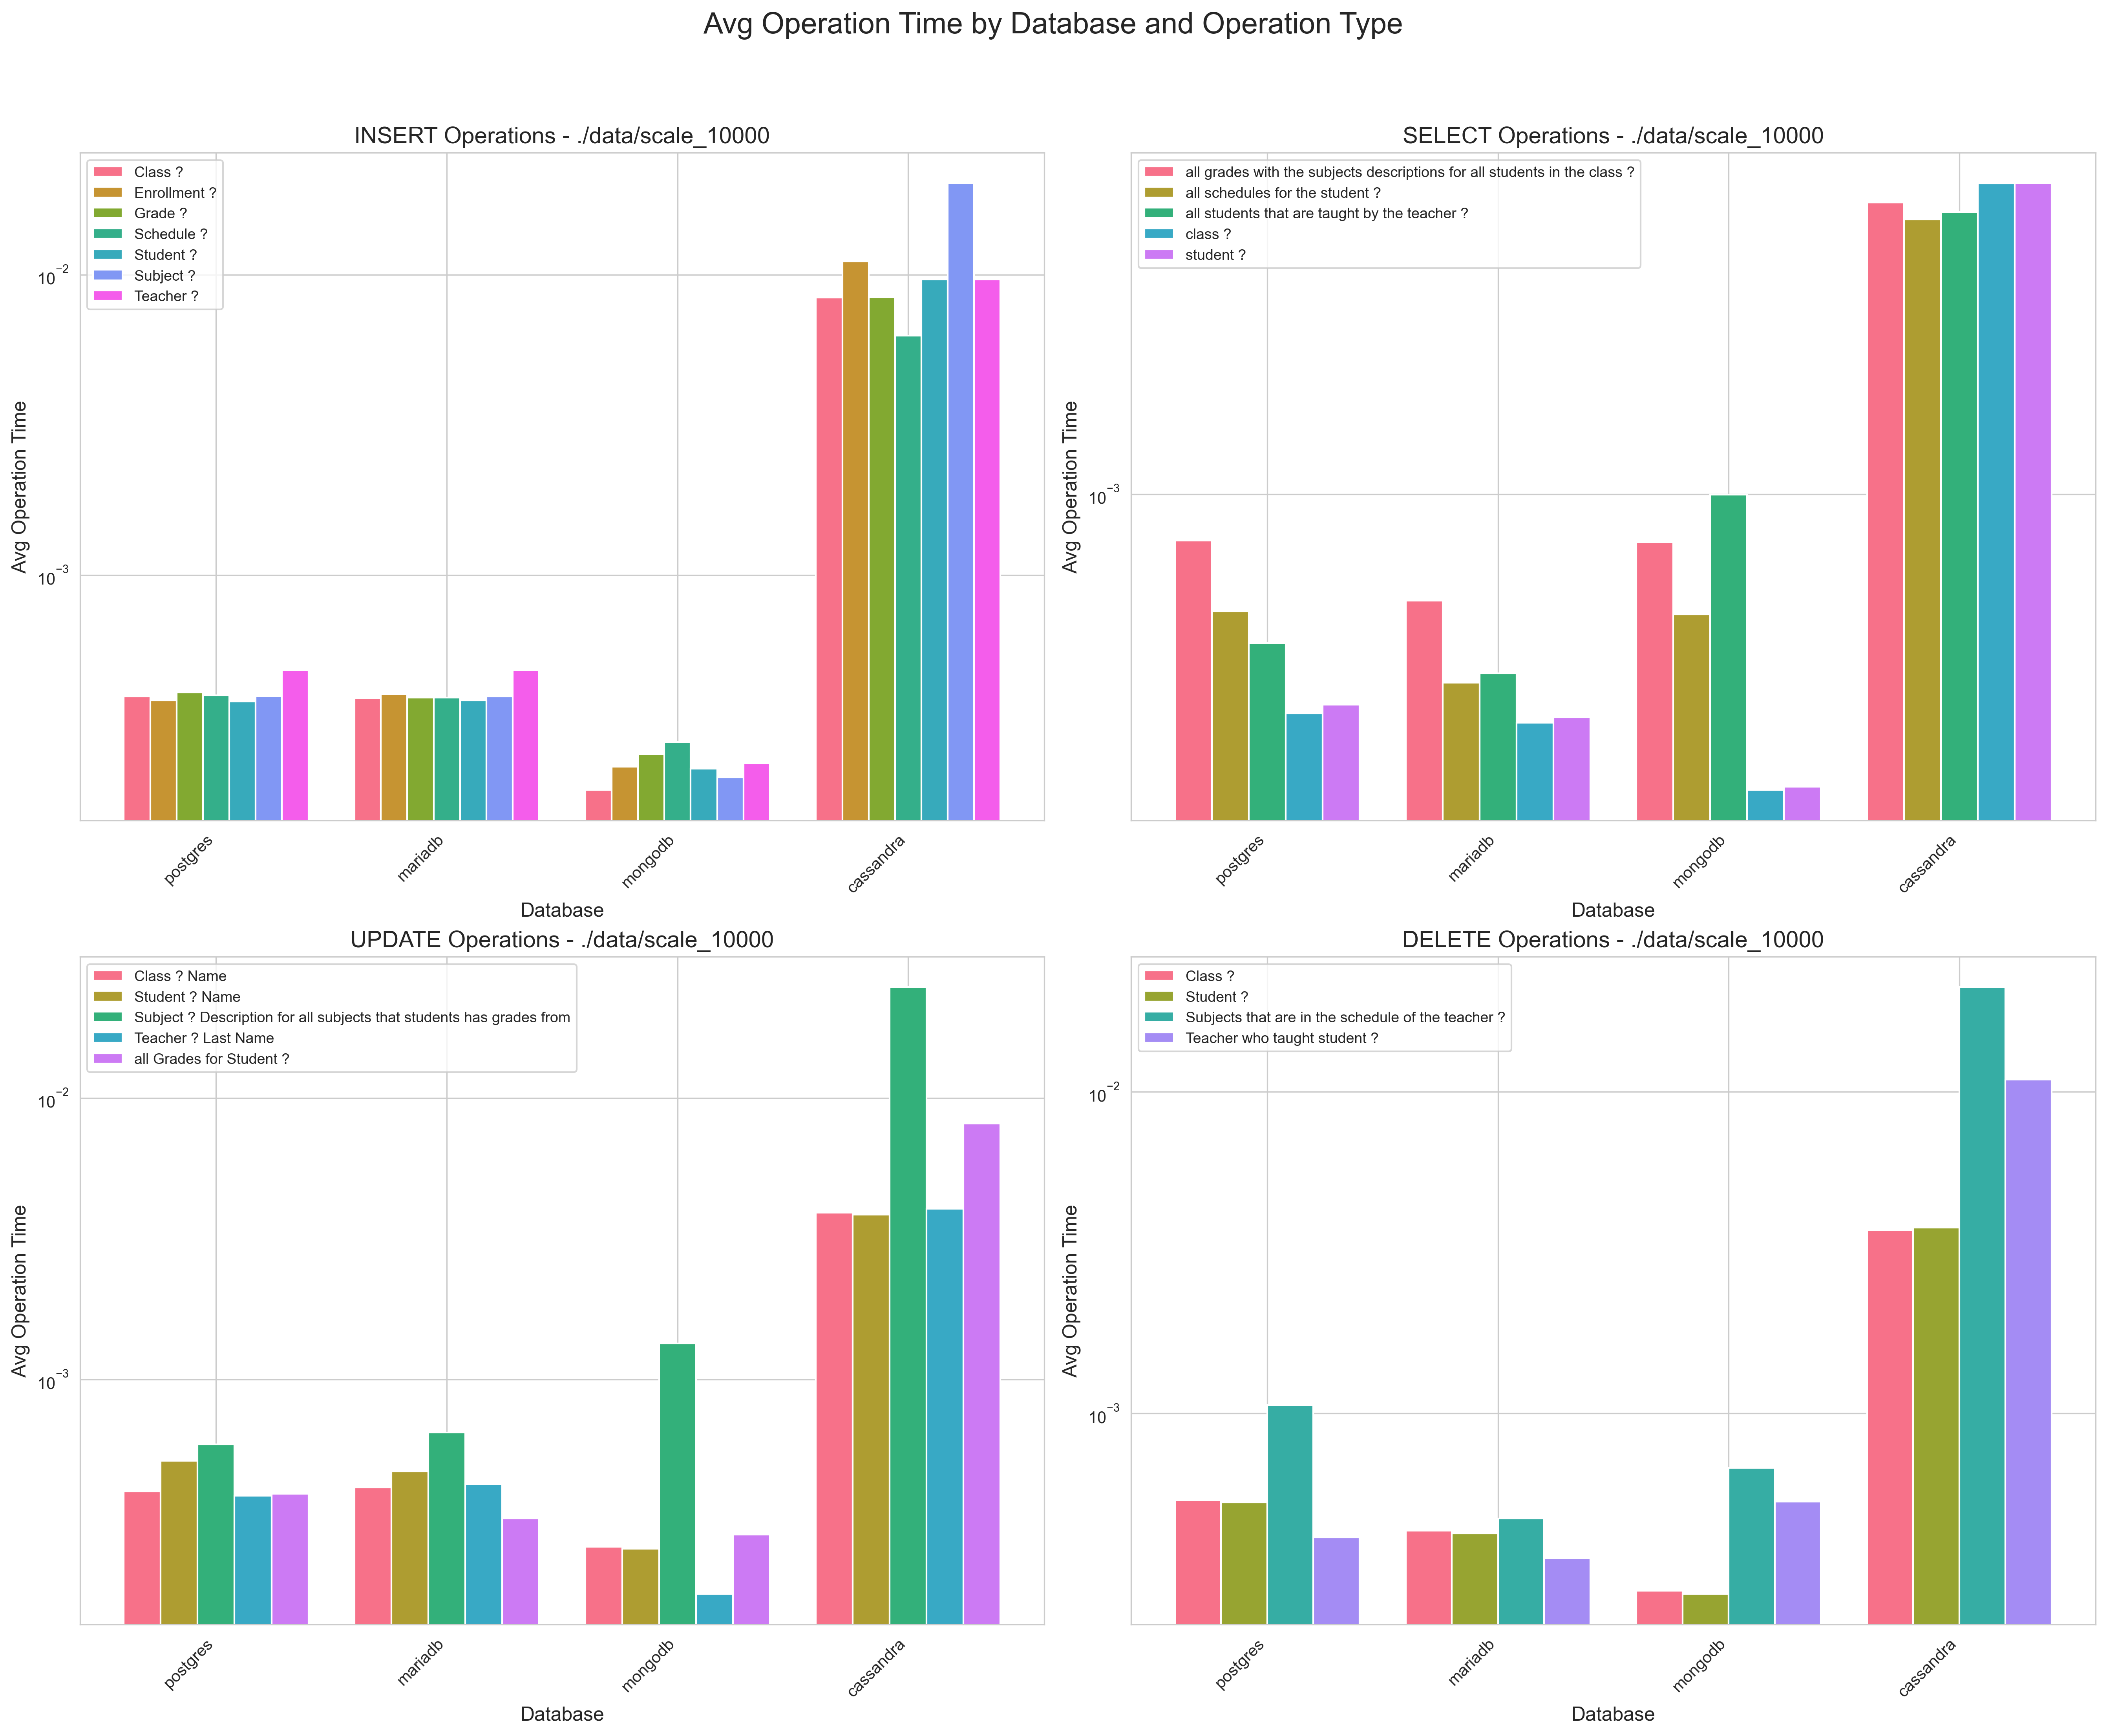 Avg Operation Time by Database and Operation Type
INSERT Operations - ./data/scale_10000
Class ?
Enrollment ?
Grade ?
Schedule ?
Student ?
Subject ?
Teacher ?
10⁻²
10⁻³
Avg Operation Time
postgres
mariadb
mongodb
cassandra
Database
SELECT Operations - ./data/scale_10000
all grades with the subjects descriptions for all students in the class ?
all schedules for the student ?
all students that are taught by the teacher ?
class ?
student ?
10⁻³
Avg Operation Time
postgres
mariadb
mongodb
cassandra
Database
UPDATE Operations - ./data/scale_10000
Class ? Name
Student ? Name
Subject ? Description for all subjects that students has grades from
Teacher ? Last Name
all Grades for Student ?
10⁻²
10⁻³
Avg Operation Time
postgres
mariadb
mongodb
cassandra
Database
DELETE Operations - ./data/scale_10000
Class ?
Student ?
Subjects that are in the schedule of the teacher ?
Teacher who taught student ?
10⁻²
10⁻³
Avg Operation Time
postgres
mariadb
mongodb
cassandra
Database